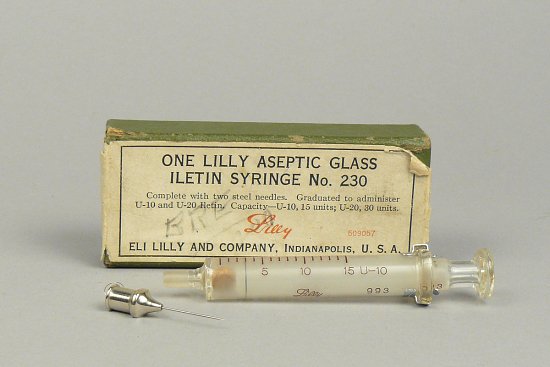 ONE LILLY ASEPTIC GLASS
ILETIN SYRINGE No. 230
Complete with two steel needles. Graduated to administer
U-10 and U-20 Iletin. Capacity—U-10, 15 units; U-20, 30 units.
Lilly
509057
ELI LILLY AND COMPANY, INDIANAPOLIS, U. S. A.
5 10 15 U-10
Lilly 993